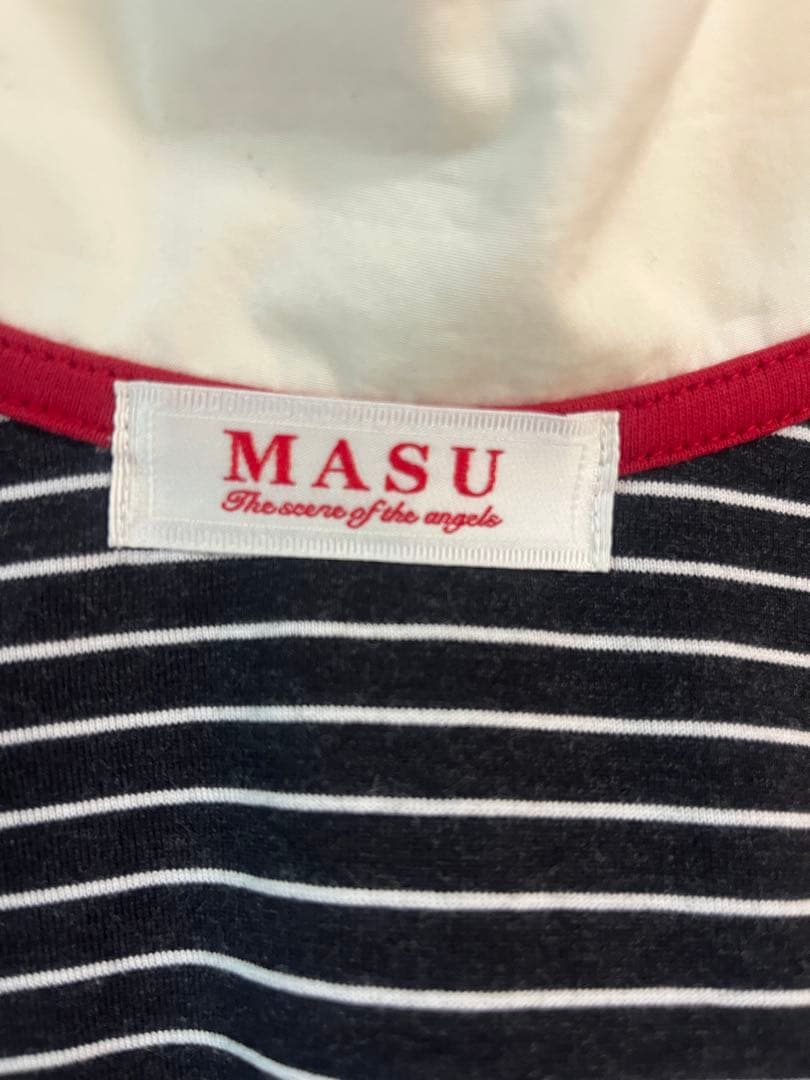 MASU
The scene of the angels